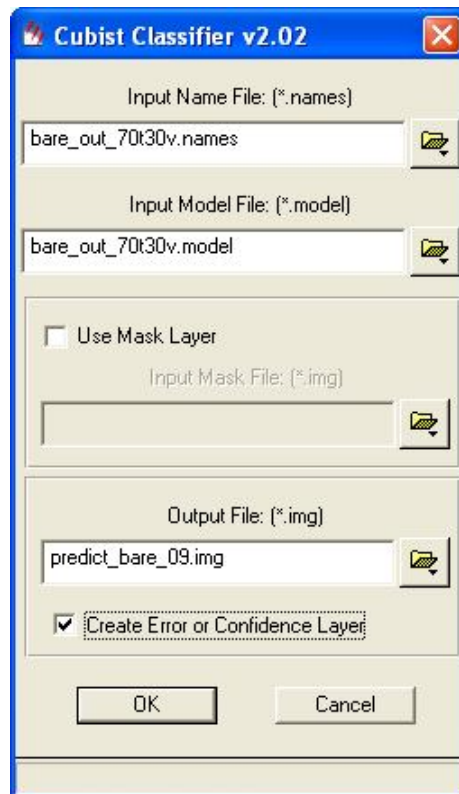 Cubist Classifier v2.02
Input Name File: (*.names)
bare_out_70t30v.names
Input Model File: (*.model)
bare_out_70t30v.model
Use Mask Layer
Input Mask File: (*.img)
Output File: (*.img)
predict_bare_09.img
Create Error or Confidence Layer
OK Cancel